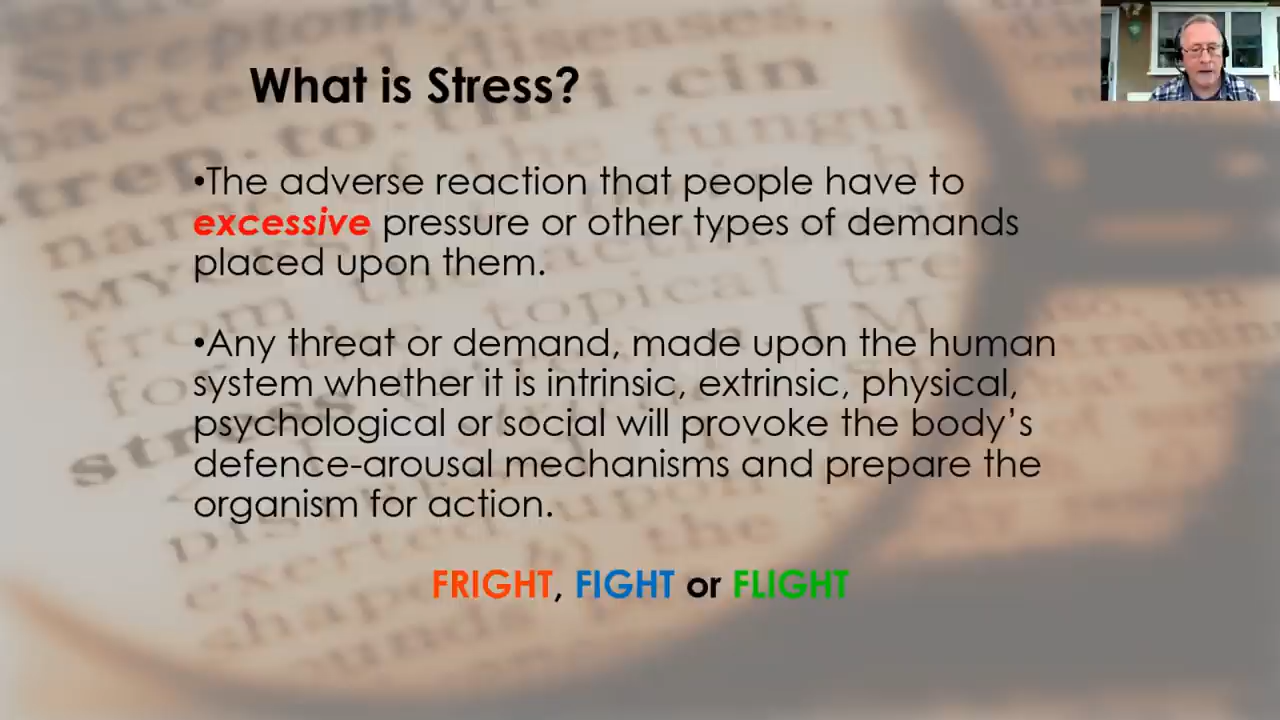 What is Stress?
•The adverse reaction that people have to
excessive pressure or other types of demands
placed upon them.
•Any threat or demand, made upon the human
system whether it is intrinsic, extrinsic, physical,
psychological or social will provoke the body’s
defence-arousal mechanisms and prepare the
organism for action.
FRIGHT, FIGHT or FLIGHT